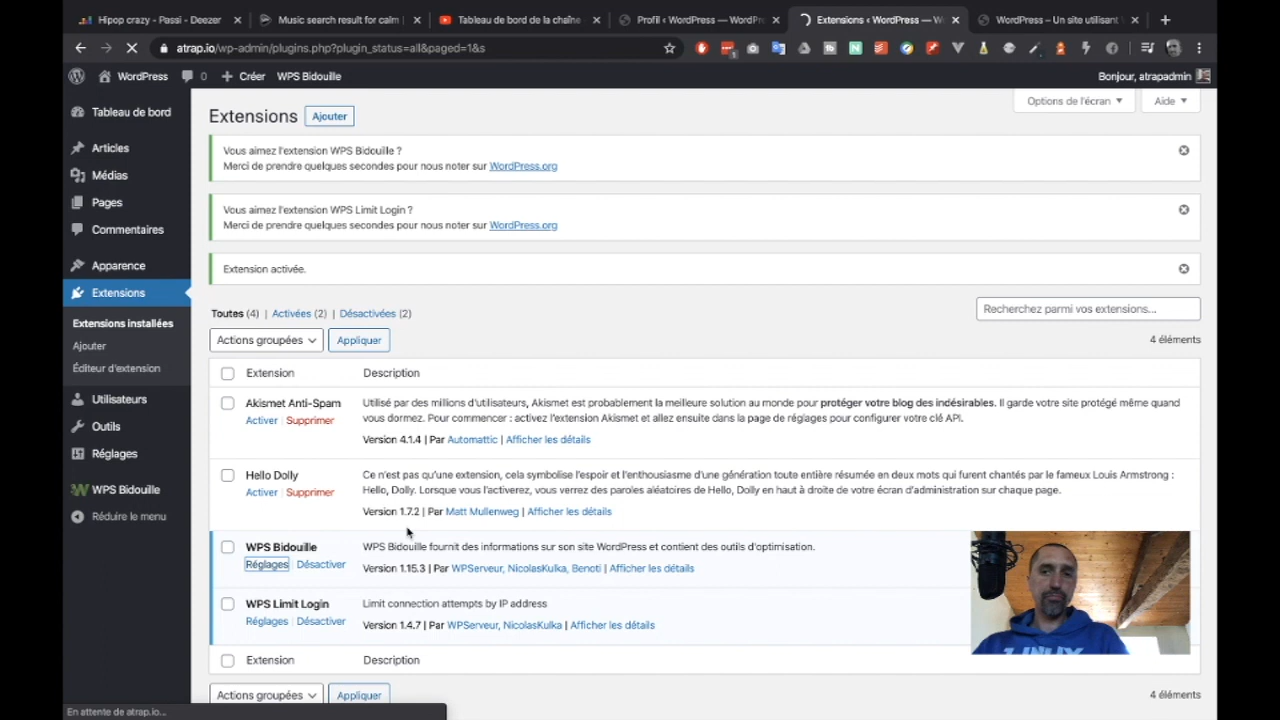 Hipop crazy - Passi - Deezer
Music search result for calm
Tableau de bord de la chaîne
Profil ‹ WordPress — WordPr
Extensions ‹ WordPress — W
WordPress – Un site utilisant
atrap.io/wp-admin/plugins.php?plugin_status=all&paged=1&s
WordPress
0
Créer
WPS Bidouille
Bonjour, atrapadmin
Tableau de bord
Articles
Médias
Pages
Commentaires
Apparence
Extensions
Extensions installées
Ajouter
Éditeur d'extension
Utilisateurs
Outils
Réglages
WPS Bidouille
Réduire le menu
Options de l'écran
Aide
Extensions
Ajouter
Vous aimez l'extension WPS Bidouille ?
Merci de prendre quelques secondes pour nous noter sur WordPress.org
Vous aimez l'extension WPS Limit Login ?
Merci de prendre quelques secondes pour nous noter sur WordPress.org
Extension activée.
Toutes (4) | Activées (2) | Désactivées (2)
Recherchez parmi vos extensions...
Actions groupées
Appliquer
4 éléments
Extension
Description
Akismet Anti-Spam
Activer | Supprimer
Utilisé par des millions d'utilisateurs, Akismet est probablement la meilleure solution au monde pour protéger votre blog des indésirables. Il garde votre site protégé même quand
vous dormez. Pour commencer : activez l'extension Akismet et allez ensuite dans la page de réglages pour configurer votre clé API.
Version 4.1.4 | Par Automattic | Afficher les détails
Hello Dolly
Activer | Supprimer
Ce n'est pas qu'une extension, cela symbolise l'espoir et l'enthousiasme d'une génération toute entière résumée en deux mots qui furent chantés par le fameux Louis Armstrong :
Hello, Dolly. Lorsque vous l'activerez, vous verrez des paroles aléatoires de Hello, Dolly en haut à droite de votre écran d'administration sur chaque page.
Version 1.7.2 | Par Matt Mullenweg | Afficher les détails
WPS Bidouille
Réglages | Désactiver
WPS Bidouille fournit des informations sur son site WordPress et contient des outils d'optimisation.
Version 1.15.3 | Par WPServeur, NicolasKulka, Benoti | Afficher les détails
WPS Limit Login
Réglages | Désactiver
Limit connection attempts by IP address
Version 1.4.7 | Par WPServeur, NicolasKulka | Afficher les détails
Extension
Description
Actions groupées
Appliquer
4 éléments
En attente de atrap.io...